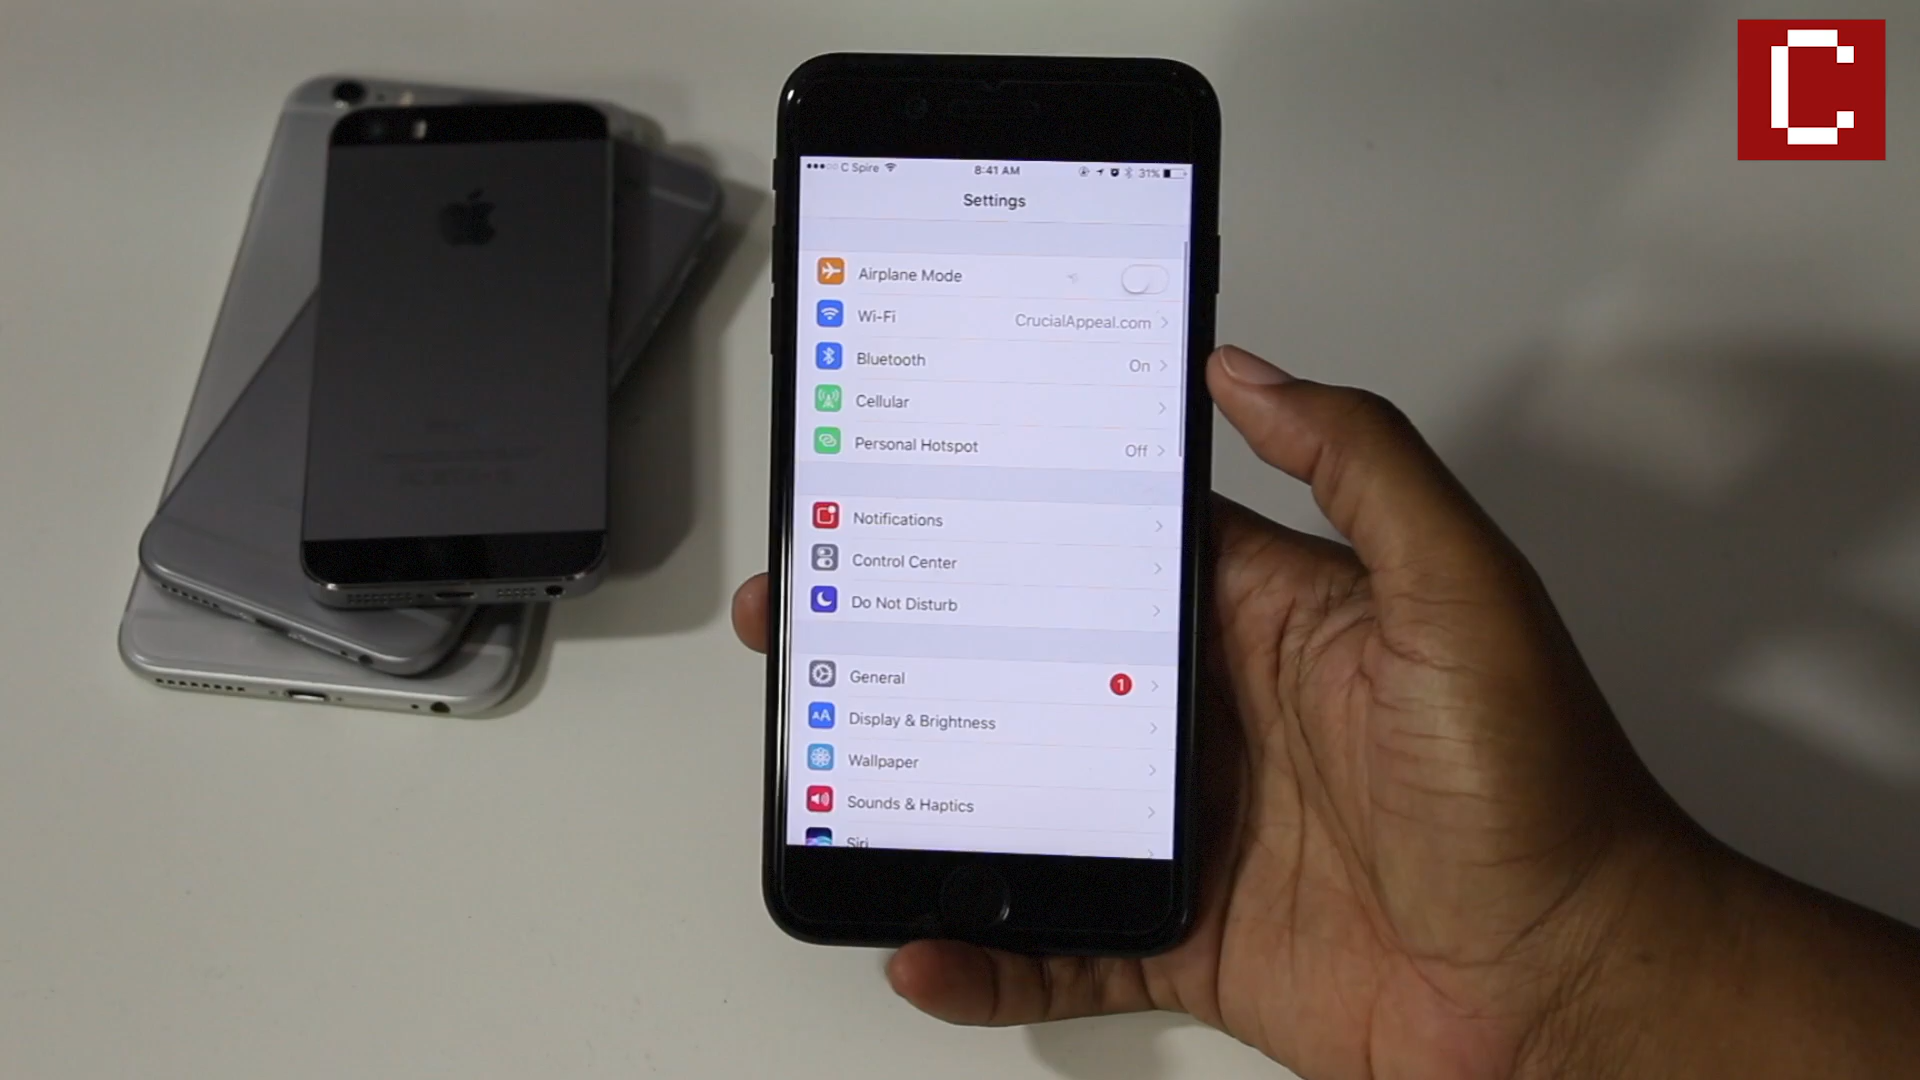 C
C Spire 8:41 AM 31%
Settings
Airplane Mode
Wi-Fi CrucialAppeal.com
Bluetooth On
Cellular
Personal Hotspot Off
Notifications
Control Center
Do Not Disturb
General 1
AA Display & Brightness
Wallpaper
Sounds & Haptics
Siri